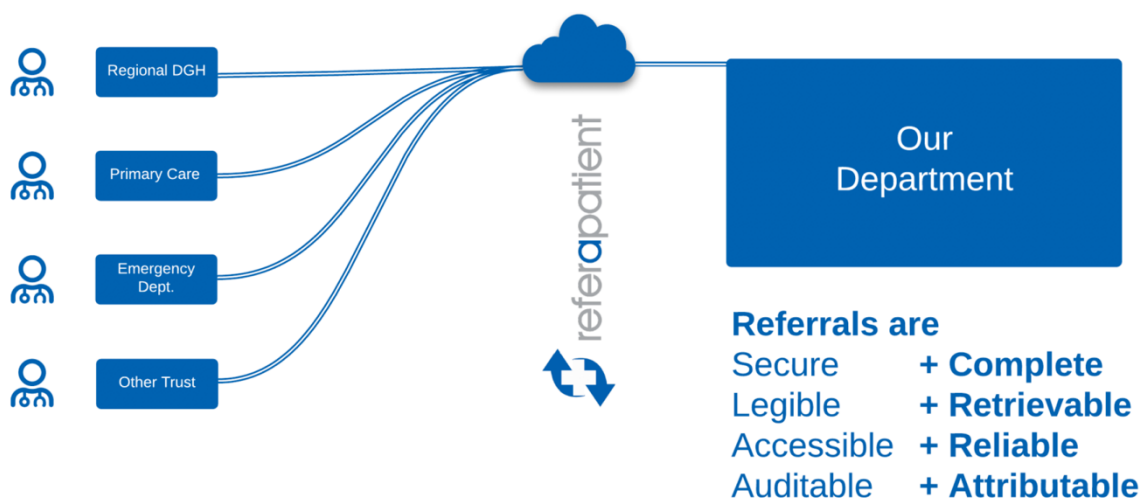 Regional DGH
Primary Care
Emergency
Dept.
Other Trust
referapatient
Our
Department
Referrals are
Secure + Complete
Legible + Retrievable
Accessible + Reliable
Auditable + Attributable